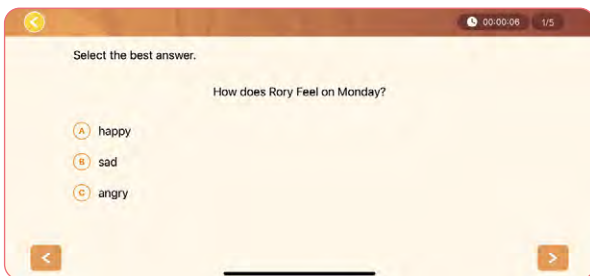 00:00:06 1/5
Select the best answer.
How does Rory Feel on Monday?
A happy
B sad
C angry